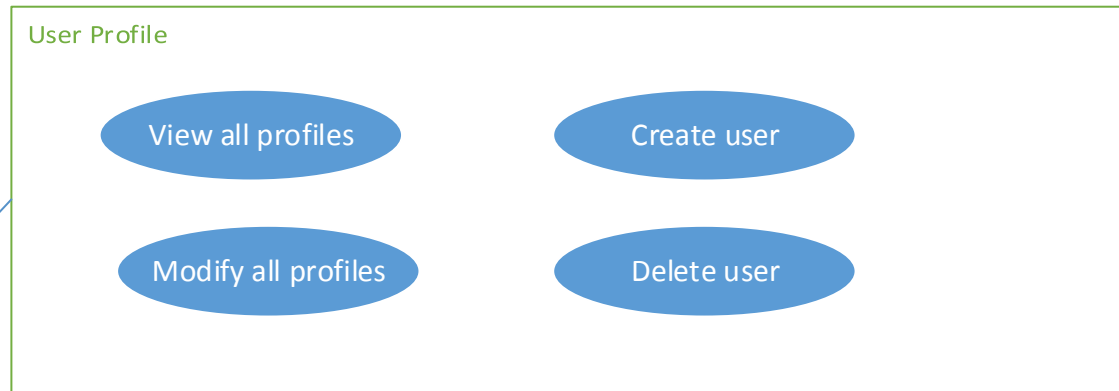 User Profile
View all profiles
Create user
Modify all profiles
Delete user